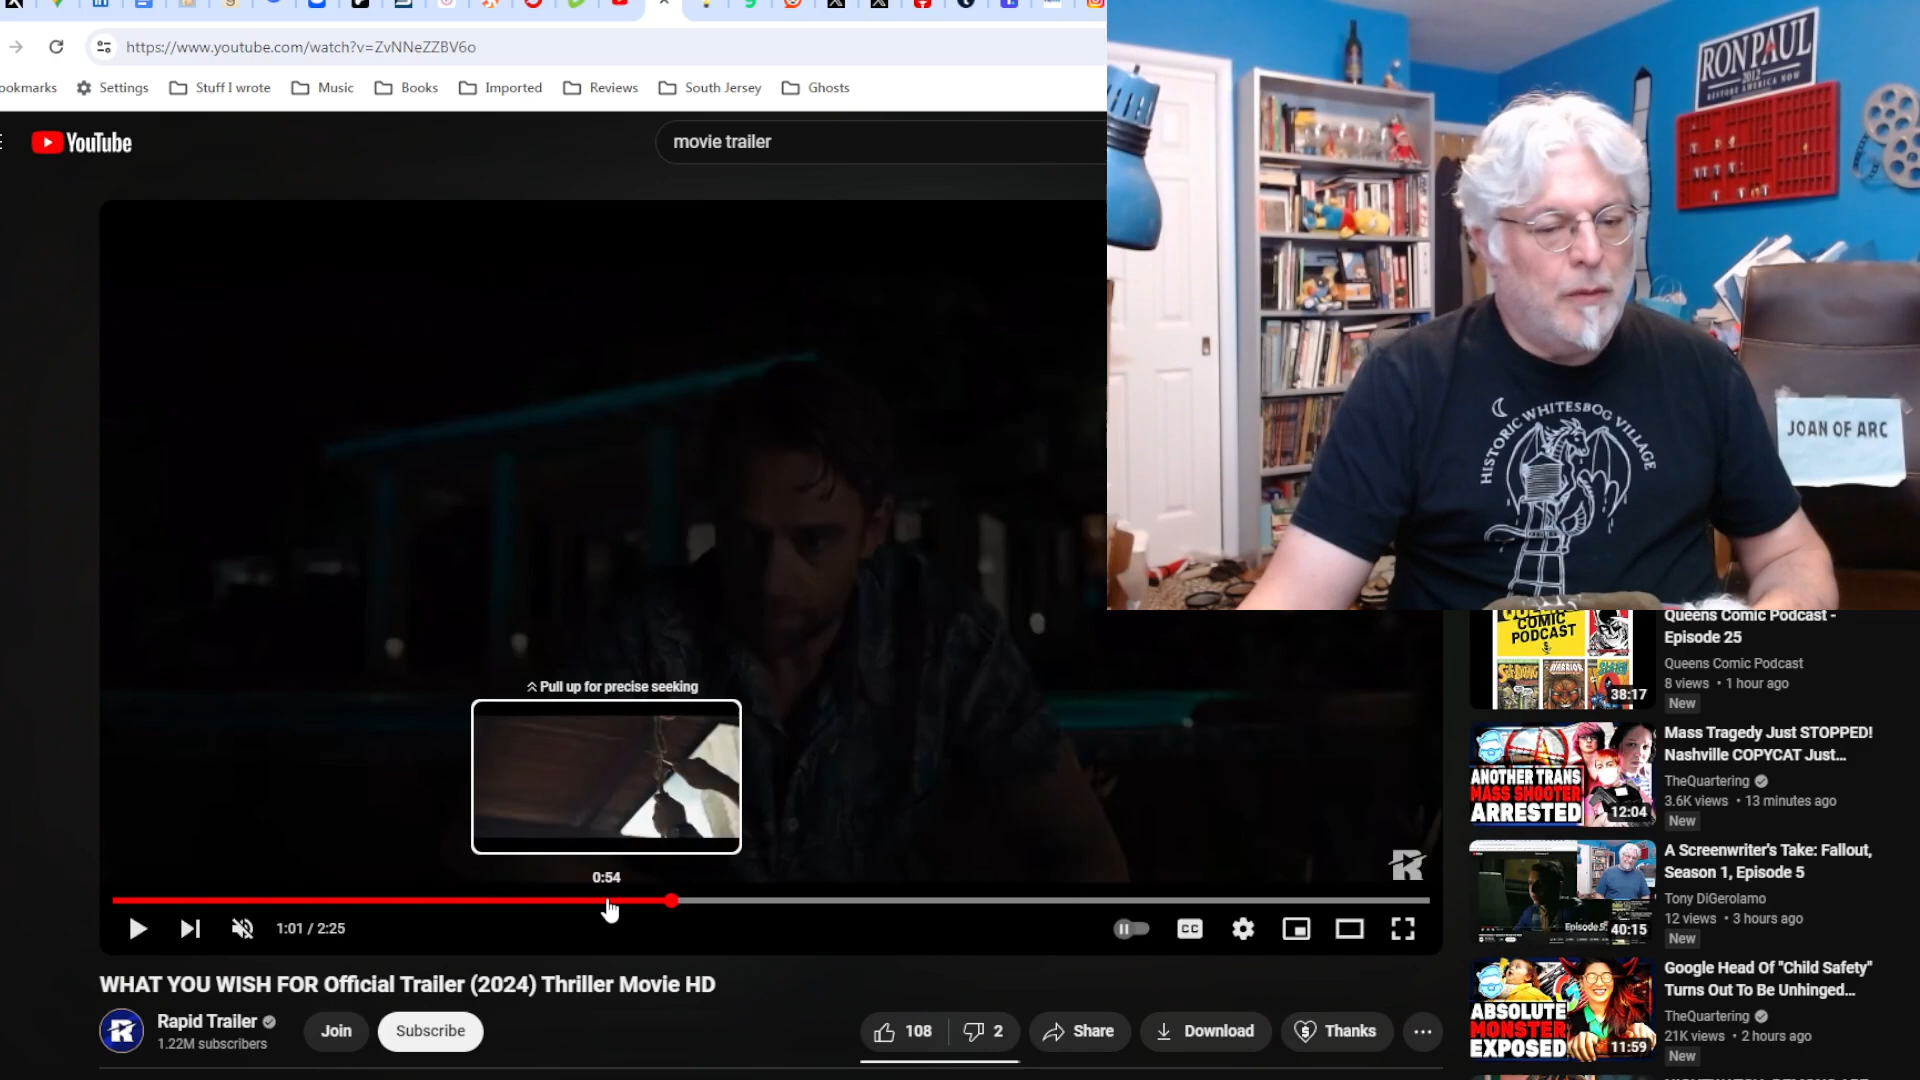 https://www.youtube.com/watch?v=ZvNNeZZBV6o
ookmarks
Settings
Stuff I wrote
Music
Books
Imported
Reviews
South Jersey
Ghosts
YouTube
movie trailer
RON PAUL
2012
RESTORE AMERICA NOW
HISTORIC WHITESBOG VILLAGE
JOAN OF ARC
Pull up for precise seeking
0:54
1:01 / 2:25
CC
WHAT YOU WISH FOR Official Trailer (2024) Thriller Movie HD
Rapid Trailer
1.22M subscribers
Join
Subscribe
108
2
Share
Download
Thanks
COMIC
PODCAST
38:17
Queens Comic Podcast -
Episode 25
Queens Comic Podcast
8 views • 1 hour ago
New
ANOTHER TRANS
MASS SHOOTER
ARRESTED
12:04
Mass Tragedy Just STOPPED!
Nashville COPYCAT Just...
TheQuartering
3.6K views • 13 minutes ago
New
Episode 5
40:15
A Screenwriter's Take: Fallout,
Season 1, Episode 5
Tony DiGerolamo
12 views • 3 hours ago
New
ABSOLUTE
MONSTER
EXPOSED
11:59
Google Head Of "Child Safety"
Turns Out To Be Unhinged...
TheQuartering
21K views • 2 hours ago
New